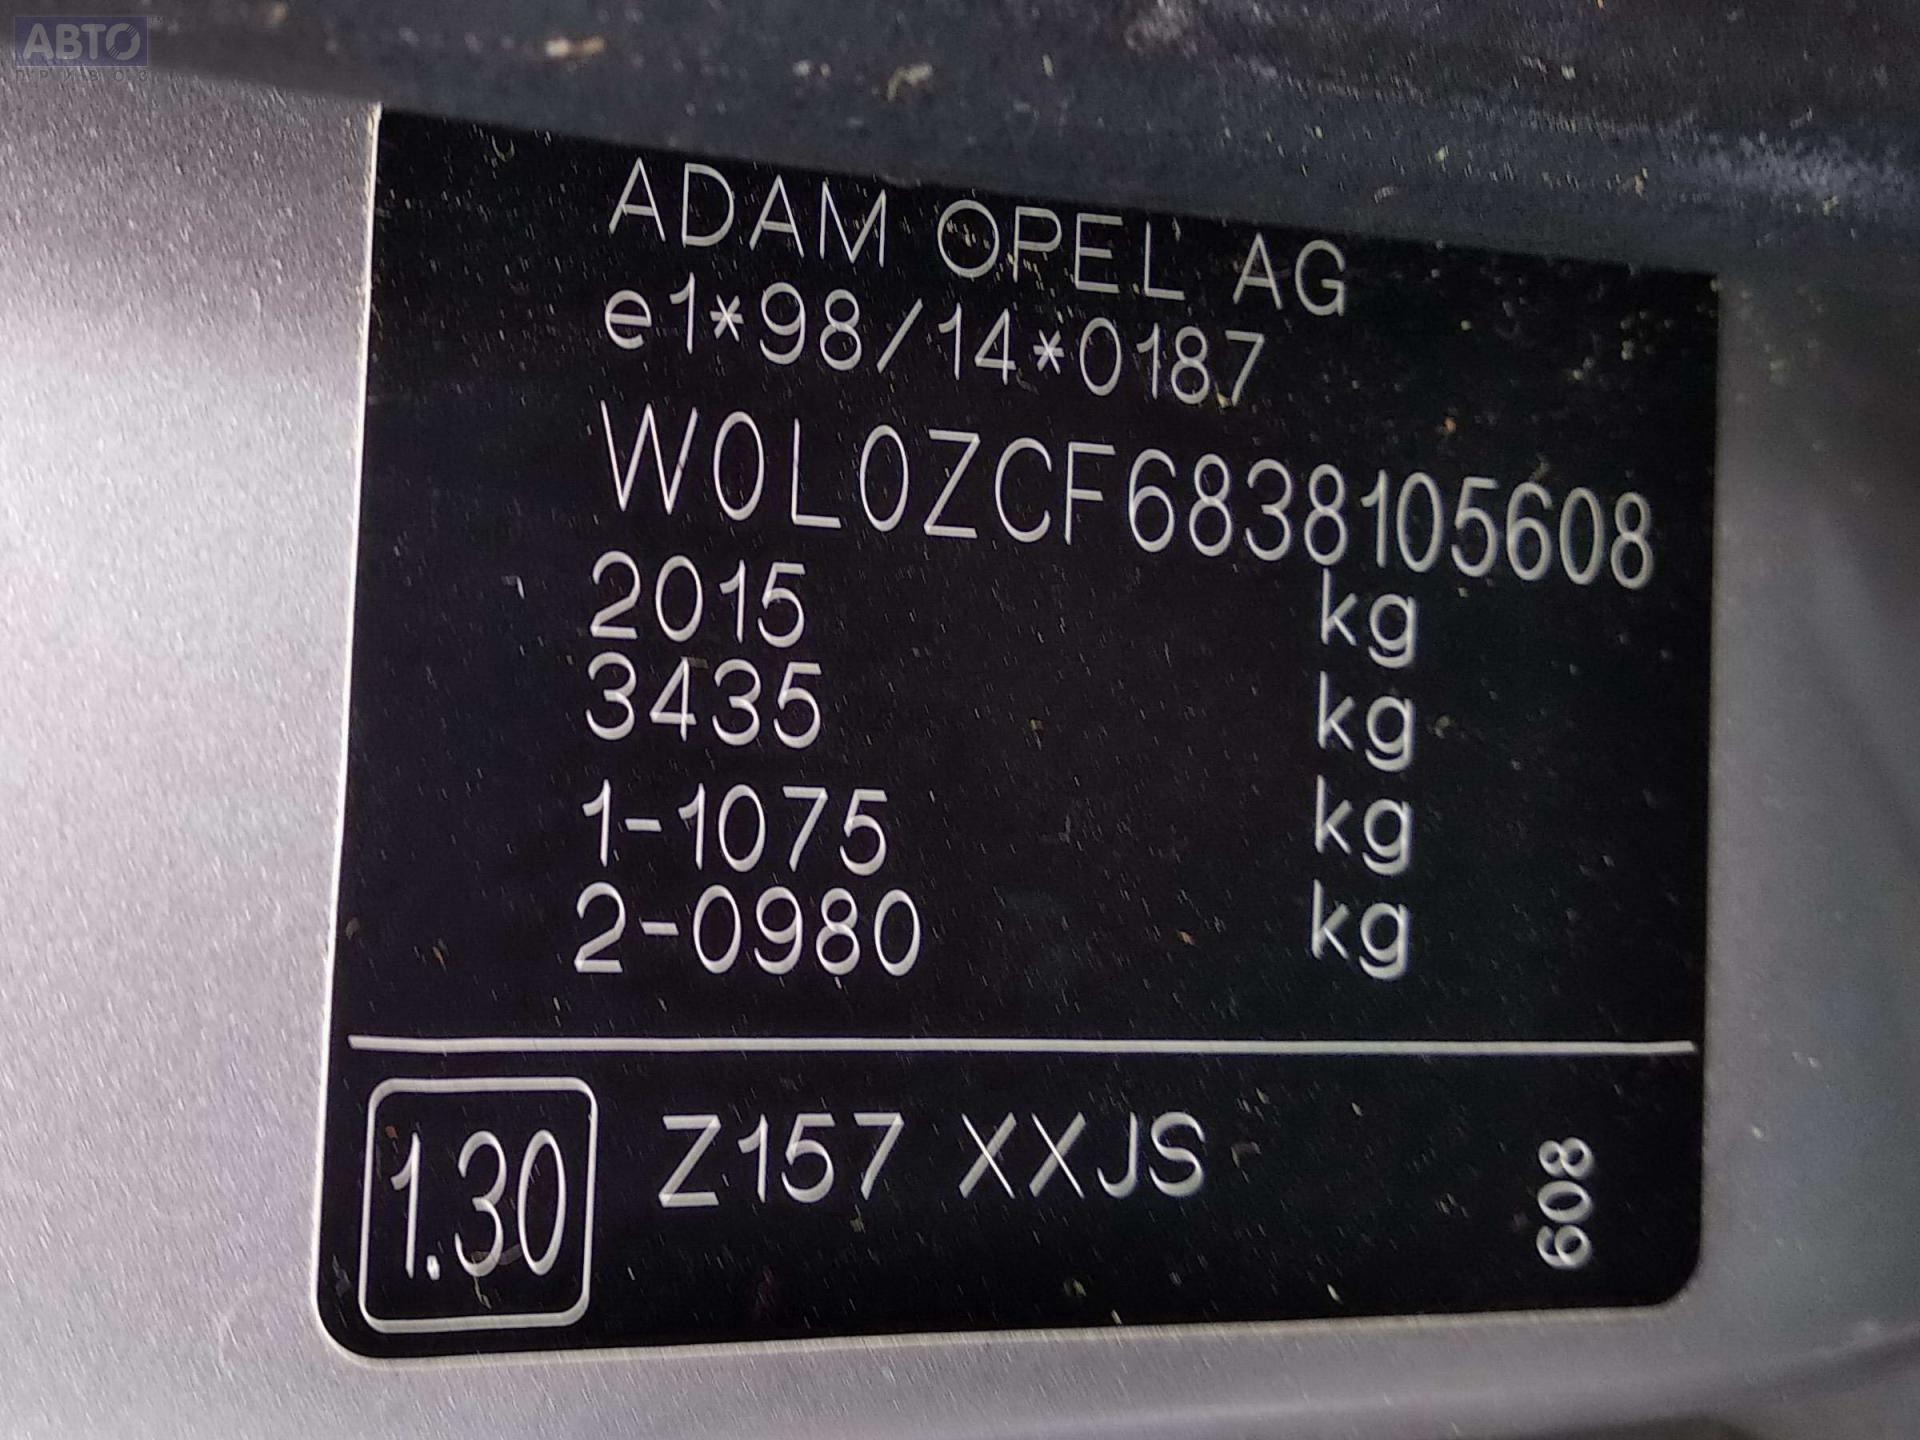 АВТО
ПРИВОЗ
ADAM OPEL AG
e1*98/14*0187
W0L0ZCF6838105608
2015 kg
3435 kg
1-1075 kg
2-0980 kg
1.30 Z157 XXJS 608